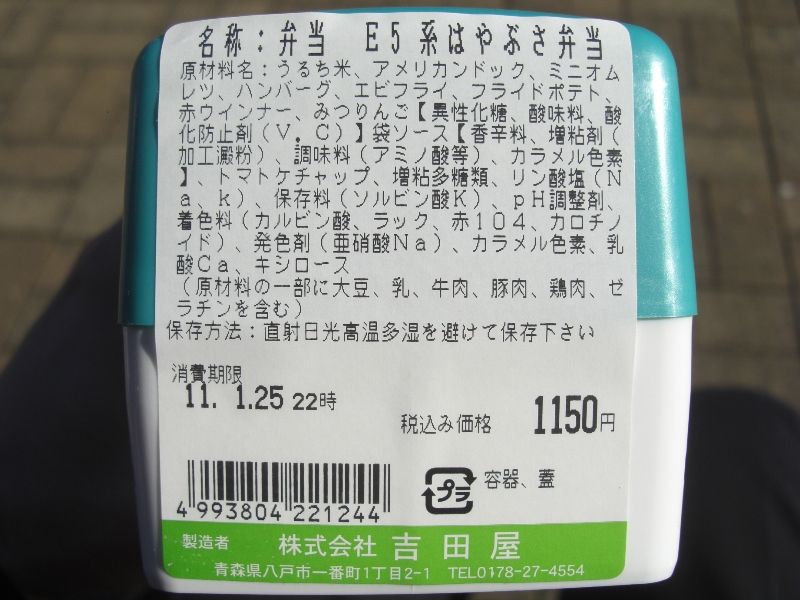 名称：弁当　E5系はやぶさ弁当
原材料名：うるち米、アメリカンドック、ミニオム
レツ、ハンバーグ、エビフライ、フライドポテト、
赤ウインナー、みつりんご【異性化糖、酸味料、酸
化防止剤（V．C）】袋ソース【香辛料、増粘剤（
加工澱粉）、調味料（アミノ酸等）、カラメル色素
】、トマトケチャップ、増粘多糖類、リン酸塩（N
a、k）、保存料（ソルビン酸K）、pH調整剤、
着色料（カルビン酸、ラック、赤104、カロチノ
イド）、発色剤（亜硝酸Na）、カラメル色素、乳
酸Ca、キシロース
（原材料の一部に大豆、乳、牛肉、豚肉、鶏肉、ゼ
ラチンを含む）
保存方法：直射日光高温多湿を避けて保存下さい
消費期限
11. 1.25 22時
税込み価格 1150円
4 993804 221244
プラ 容器、蓋
製造者 株式会社 吉田屋
青森県八戸市一番町1丁目2-1 TEL0178-27-4554